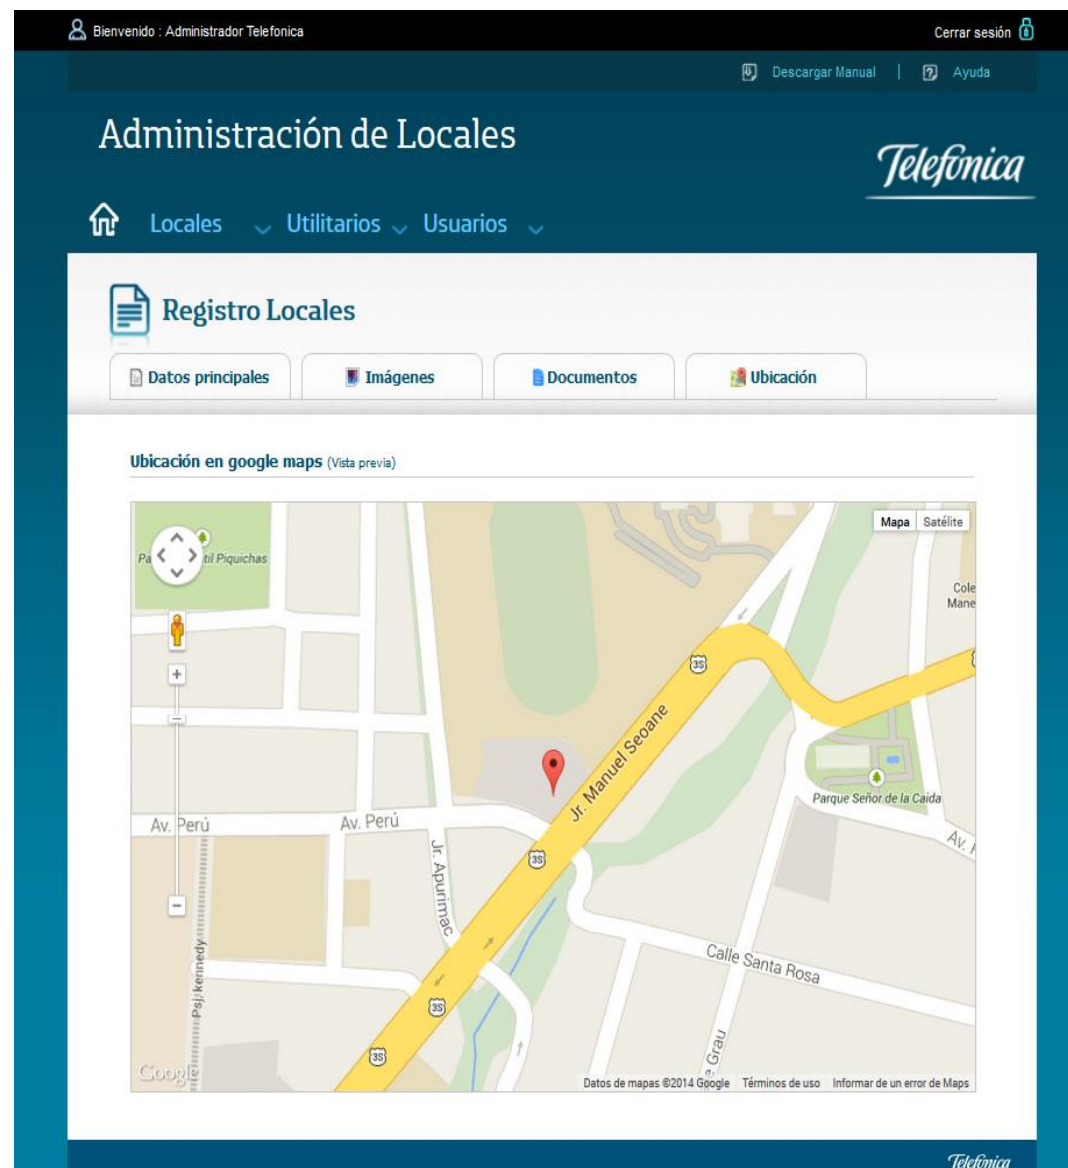 Bienvenido : Administrador Telefonica
Cerrar sesión
Descargar Manual | Ayuda
Administración de Locales
Telefónica
Locales Utilitarios Usuarios
Registro Locales
Datos principales Imágenes Documentos Ubicación
Ubicación en google maps (Vista previa)
Mapa Satélite
til Piquichas
Cole
Mane
3S
Jr. Manuel Seoane
Parque Señor de la Caida
Av. Perú
Av. Perú
Av.
Jr. Apurimac
3S
Calle Santa Rosa
Psj. kennedy
3S
3S
Grau
Google
Datos de mapas ©2014 Google Términos de uso Informar de un error de Maps
Telefónica